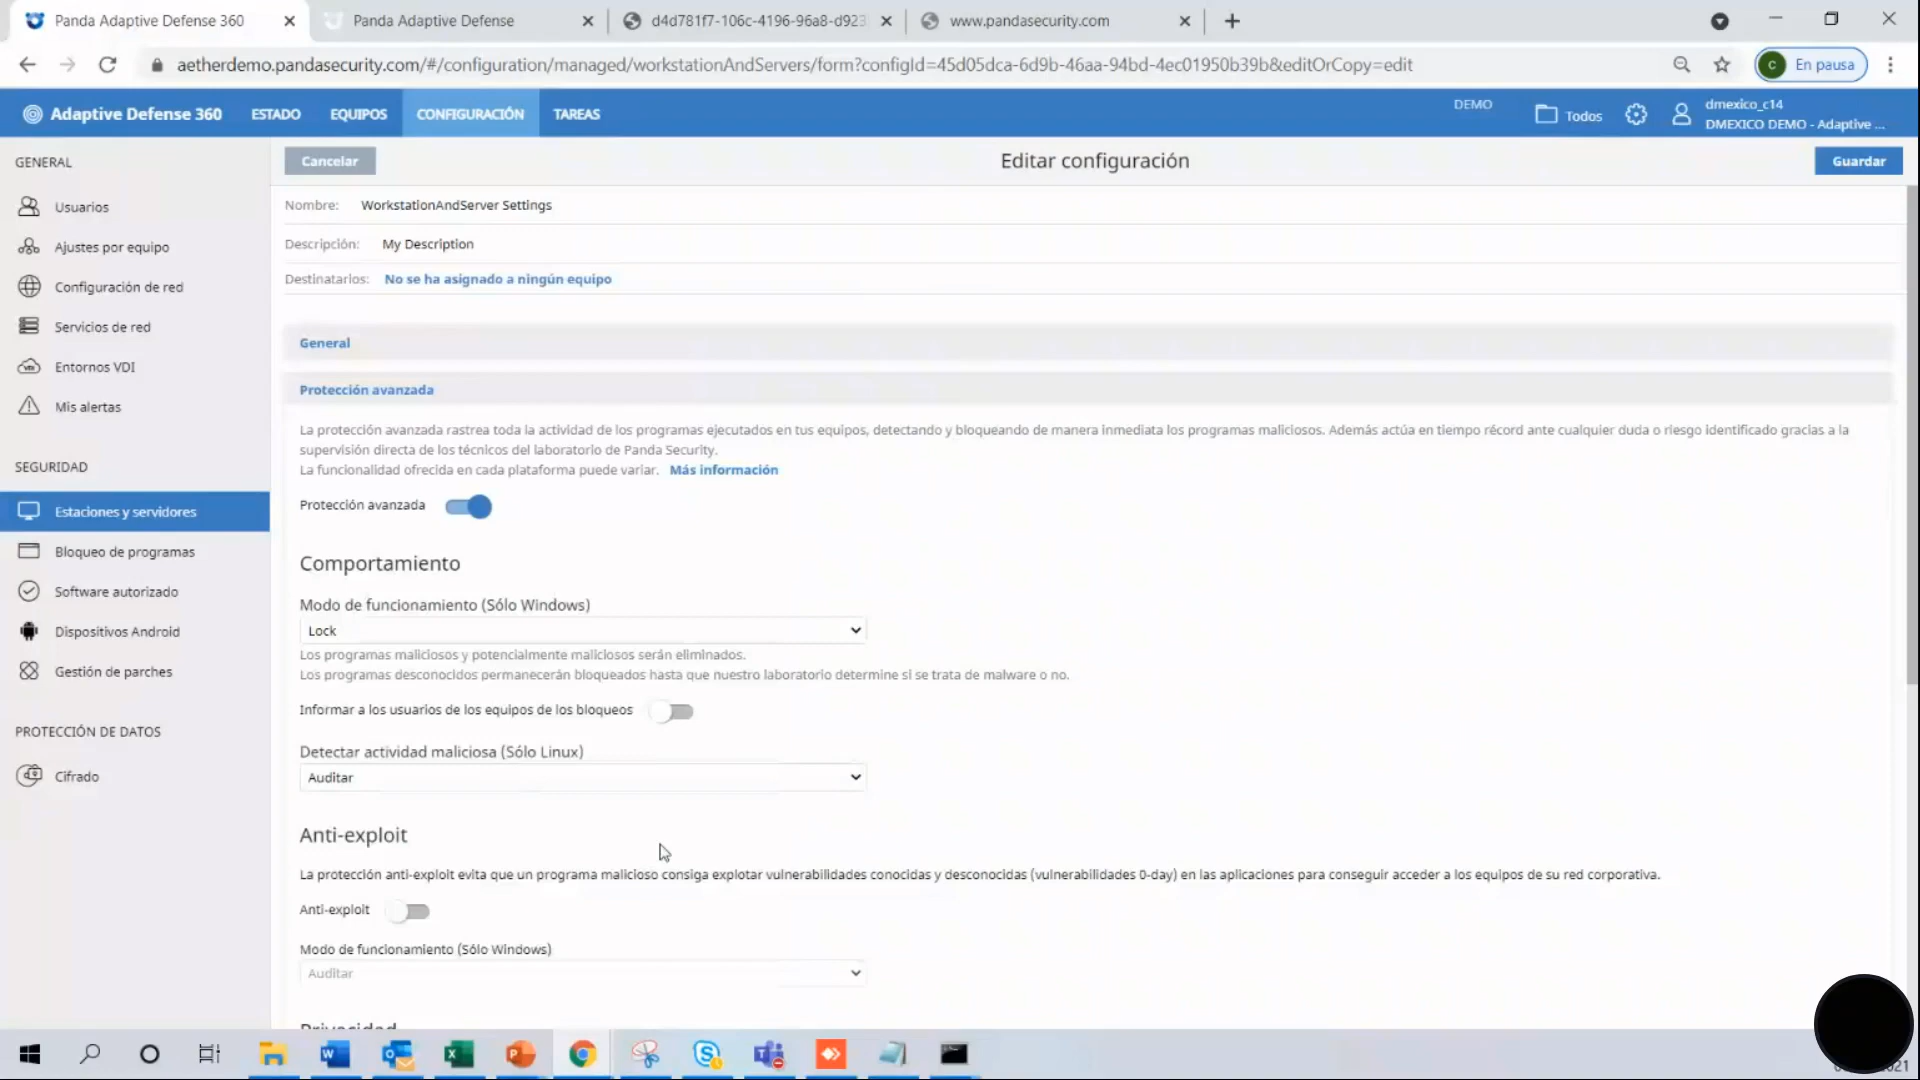 Panda Adaptive Defense 360
Panda Adaptive Defense
d4d781f7-106c-4196-96a8-d923
www.pandasecurity.com
aetherdemo.pandasecurity.com/#/configuration/managed/workstationAndServers/form?configId=45d05dca-6d9b-46aa-94bd-4ec01950b39b&editOrCopy=edit
c En pausa
Adaptive Defense 360 ESTADO EQUIPOS CONFIGURACIÓN TAREAS
DEMO
Todos
dmexico_c14
DMEXICO DEMO - Adaptive ...
GENERAL
Usuarios
Ajustes por equipo
Configuración de red
Servicios de red
Entornos VDI
Mis alertas
SEGURIDAD
Estaciones y servidores
Bloqueo de programas
Software autorizado
Dispositivos Android
Gestión de parches
PROTECCIÓN DE DATOS
Cifrado
Cancelar
Editar configuración
Guardar
Nombre: WorkstationAndServer Settings
Descripción: My Description
Destinatarios: No se ha asignado a ningún equipo
General
Protección avanzada
La protección avanzada rastrea toda la actividad de los programas ejecutados en tus equipos, detectando y bloqueando de manera inmediata los programas maliciosos. Además actúa en tiempo récord ante cualquier duda o riesgo identificado gracias a la
supervisión directa de los técnicos del laboratorio de Panda Security.
La funcionalidad ofrecida en cada plataforma puede variar. Más información
Protección avanzada
Comportamiento
Modo de funcionamiento (Sólo Windows)
Lock
Los programas maliciosos y potencialmente maliciosos serán eliminados.
Los programas desconocidos permanecerán bloqueados hasta que nuestro laboratorio determine si se trata de malware o no.
Informar a los usuarios de los equipos de los bloqueos
Detectar actividad maliciosa (Sólo Linux)
Auditar
Anti-exploit
La protección anti-exploit evita que un programa malicioso consiga explotar vulnerabilidades conocidas y desconocidas (vulnerabilidades 0-day) en las aplicaciones para conseguir acceder a los equipos de su red corporativa.
Anti-exploit
Modo de funcionamiento (Sólo Windows)
Auditar
Privacidad